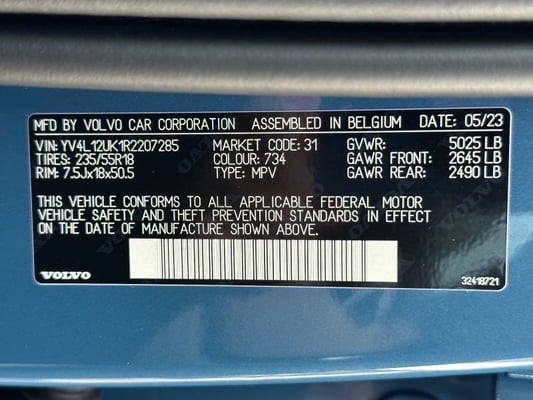 MFD BY VOLVO CAR CORPORATION ASSEMBLED IN BELGIUM DATE: 05/23
VIN: YV4L12UK1R2207285 MARKET CODE: 31 GVWR: 5025 LB
TIRES: 235/55R18 COLOUR: 734 GAWR FRONT: 2645 LB
RIM: 7.5Jx18x50.5 TYPE: MPV GAWR REAR: 2490 LB
THIS VEHICLE CONFORMS TO ALL APPLICABLE FEDERAL MOTOR
VEHICLE SAFETY AND THEFT PREVENTION STANDARDS IN EFFECT
ON THE DATE OF MANUFACTURE SHOWN ABOVE.
VOLVO 32418721